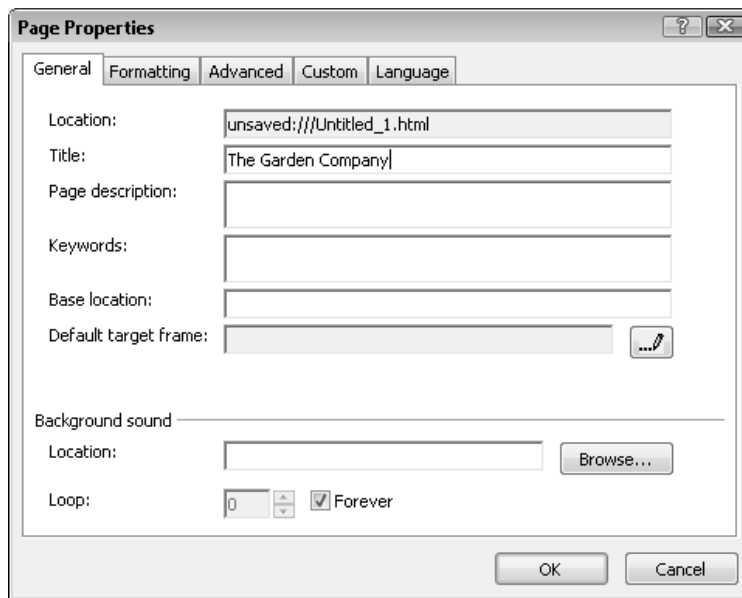 Page Properties
General Formatting Advanced Custom Language
Location: unsaved:///Untitled_1.html
Title: The Garden Company
Page description:
Keywords:
Base location:
Default target frame: ...
Background sound
Location: Browse...
Loop: 0 Forever
OK Cancel